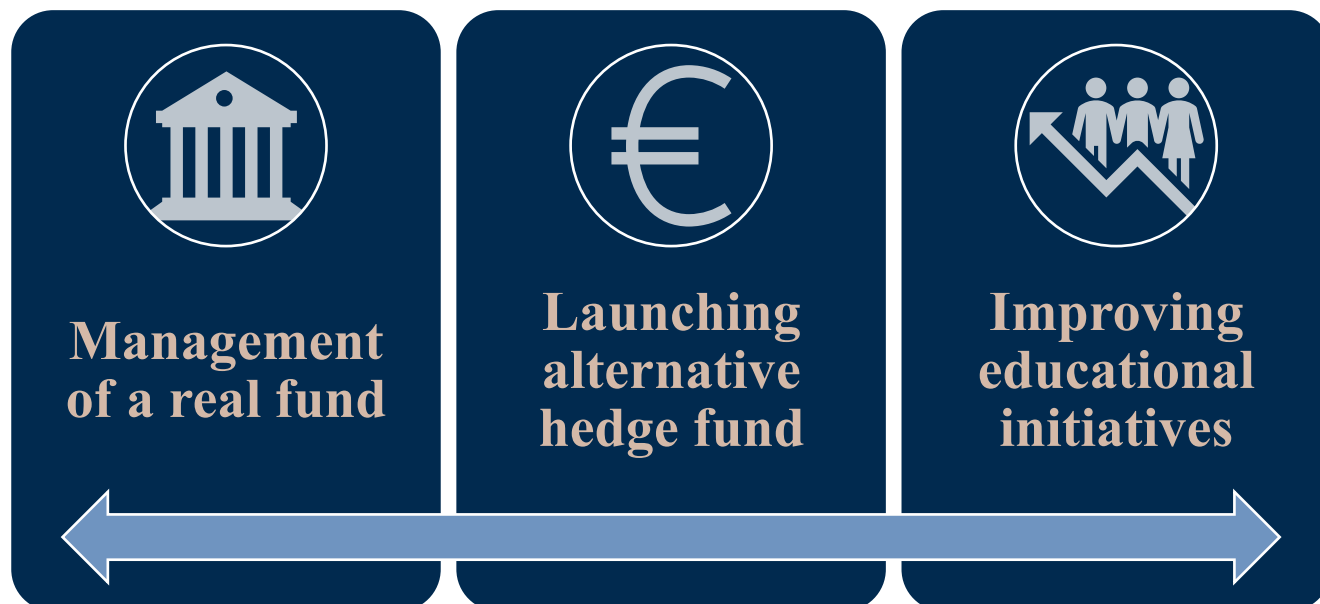 Management
of a real fund
Launching
alternative
hedge fund
Improving
educational
initiatives